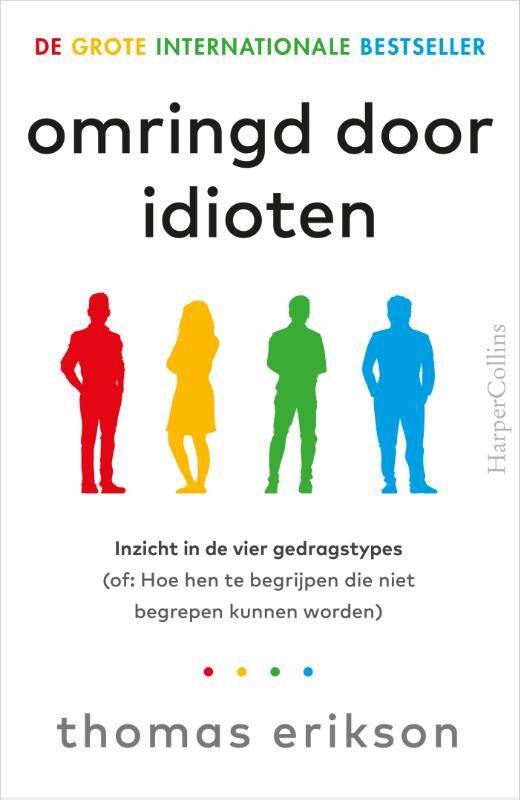 DE GROTE INTERNATIONALE BESTSELLER
omringd door
idioten
HarperCollins
Inzicht in de vier gedragstypes
(of: Hoe hen te begrijpen die niet
begrepen kunnen worden)
thomas erikson